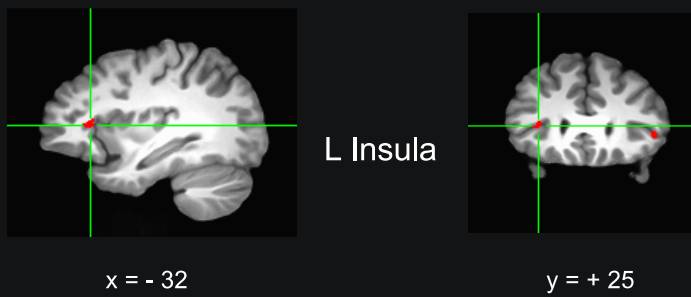 L Insula
x = - 32
y = + 25